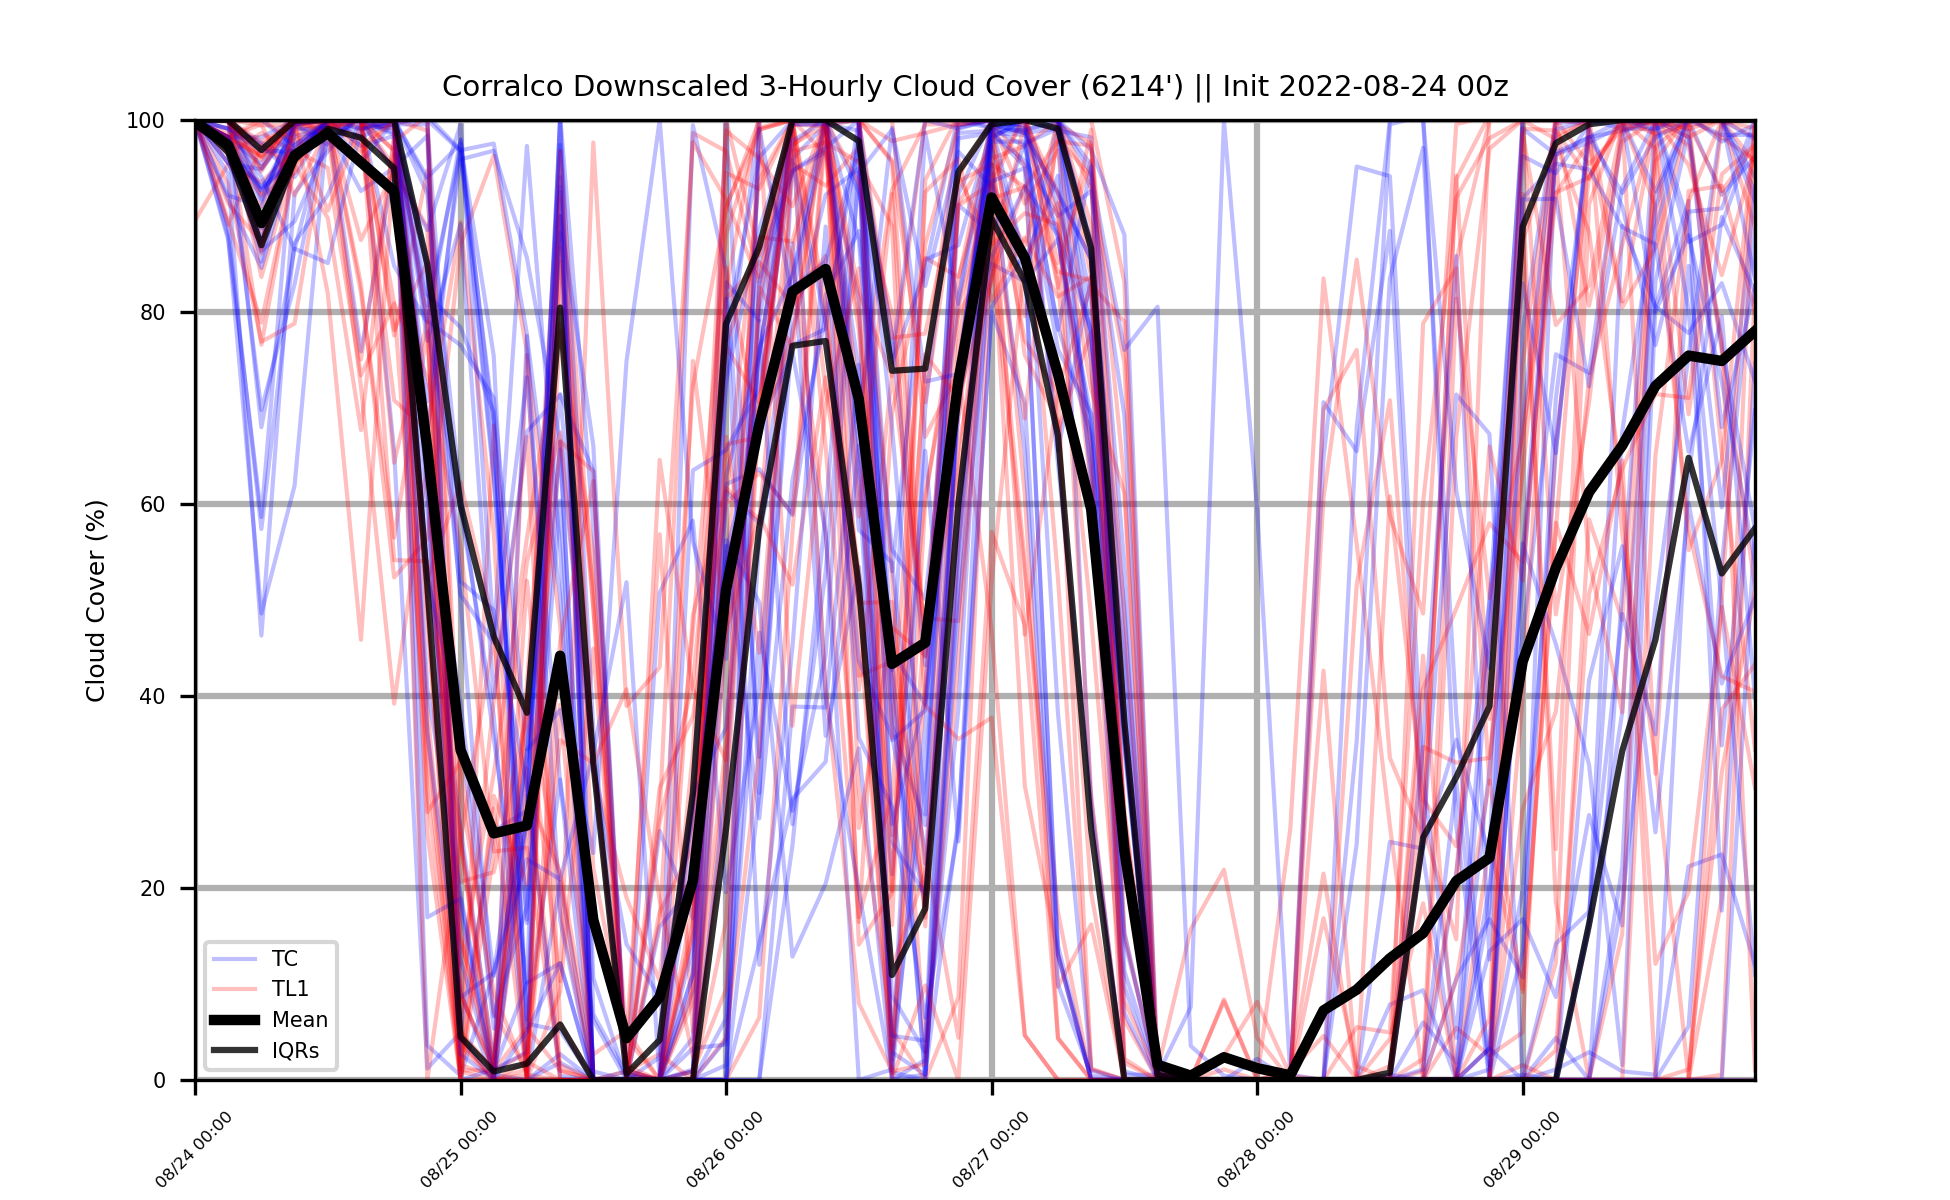 Corralco Downscaled 3-Hourly Cloud Cover (6214') || Init 2022-08-24 00z
Cloud Cover (%)
100
80
60
40
20
0
TC
TL1
Mean
IQRs
08/24 00:00
08/25 00:00
08/26 00:00
08/27 00:00
08/28 00:00
08/29 00:00